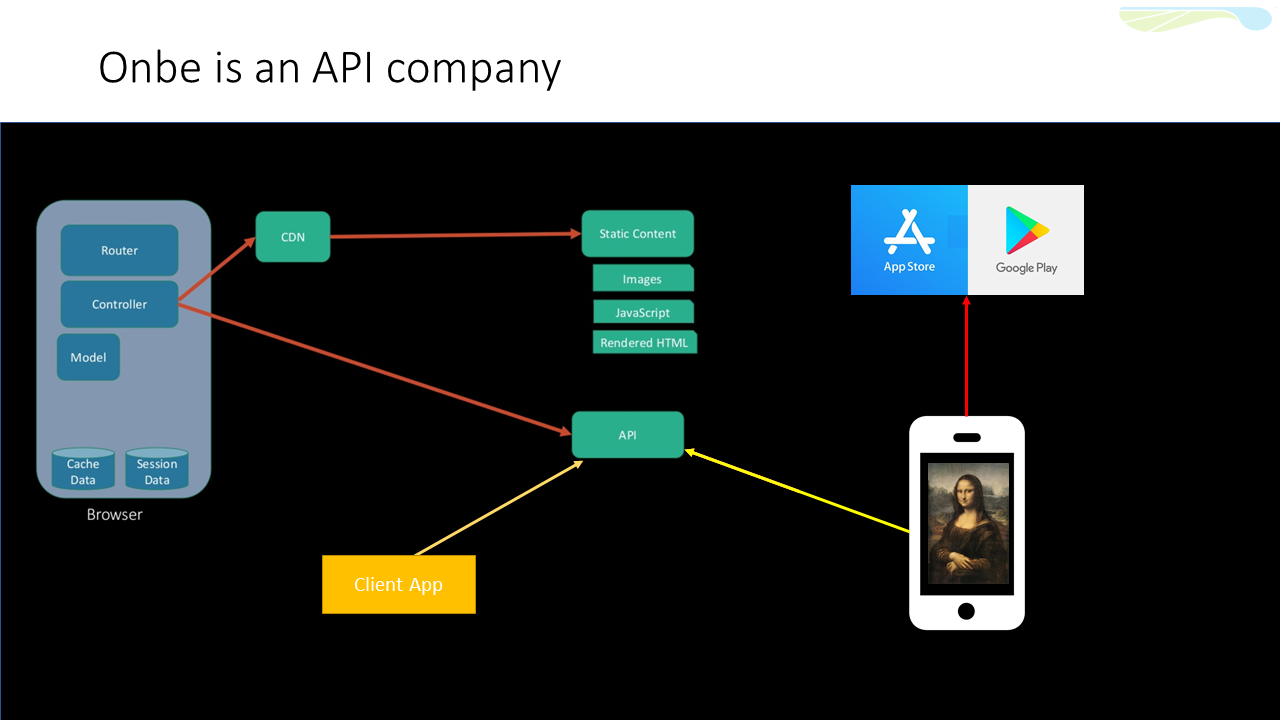 Onbe is an API company
Router
Controller
Model
Cache
Data
Session
Data
Browser
CDN
Static Content
Images
JavaScript
Rendered HTML
API
Client App
App Store
Google Play